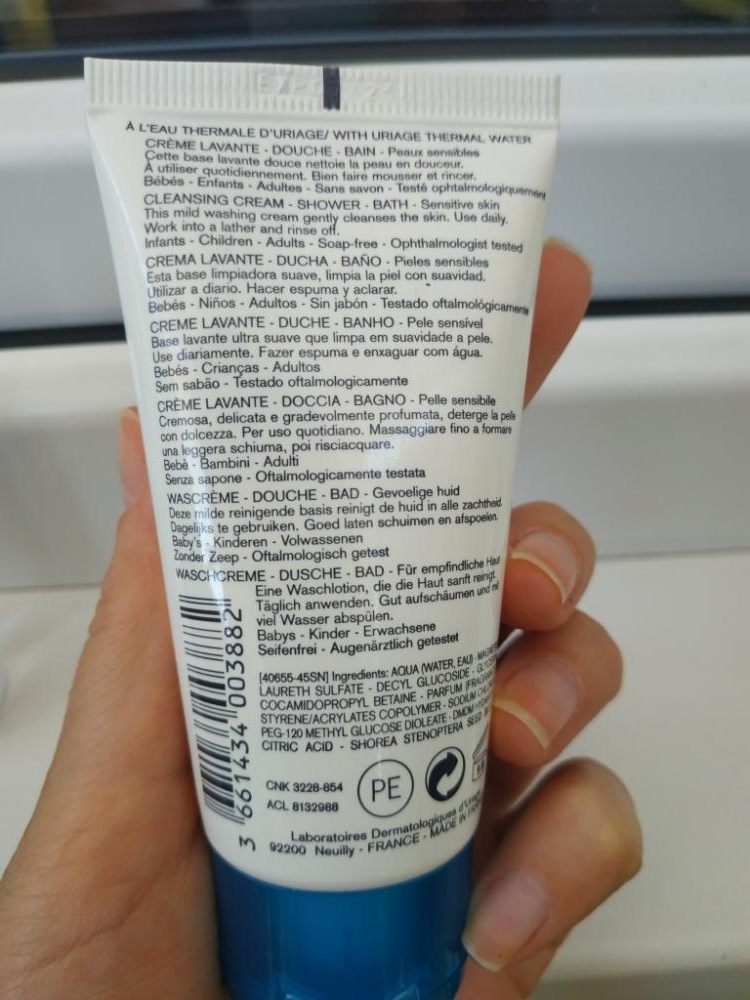 À L'EAU THERMALE D'URIAGE/ WITH URIAGE THERMAL WATER
CRÈME LAVANTE - DOUCHE - BAIN - Peaux sensibles
Cette base lavante douce nettoie la peau en douceur.
À utiliser quotidiennement. Bien faire mousser et rincer.
Bébés - Enfants - Adultes - Sans savon - Testé ophtalmologiquement
CLEANSING CREAM - SHOWER - BATH - Sensitive skin
This mild washing cream gently cleanses the skin. Use daily.
Work into a lather and rinse off.
Infants - Children - Adults - Soap-free - Ophthalmologist tested
CREMA LAVANTE - DUCHA - BAÑO - Pieles sensibles
Esta base limpiadora suave, limpia la piel con suavidad.
Utilizar a diario. Hacer espuma y aclarar.
Bebés - Niños - Adultos - Sin jabón - Testado oftalmológicamente
CREME LAVANTE - DUCHE - BANHO - Pele sensível
Base lavante ultra suave que limpa em suavidade a pele.
Use diariamente. Fazer espuma e enxaguar com água.
Bebés - Crianças - Adultos
Sem sabão - Testado oftalmologicamente
CRÈME LAVANTE - DOCCIA - BAGNO - Pelle sensibile
Cremosa, delicata e gradevolmente profumata, deterge la pelle
con dolcezza. Per uso quotidiano. Massaggiare fino a formare
una leggera schiuma, poi risciacquare.
Bebè - Bambini - Adulti
Senza sapone - Oftalmologicamente testata
WASCRÈME - DOUCHE - BAD - Gevoelige huid
Deze milde reinigende basis reinigt de huid in alle zachtheid.
Dagelijks te gebruiken. Goed laten schuimen en afspoelen.
Baby's - Kinderen - Volwassenen
Zonder Zeep - Oftalmologisch getest
WASCHCREME - DUSCHE - BAD - Für empfindliche Haut
Eine Waschlotion, die die Haut sanft reinigt.
Täglich anwenden. Gut aufschäumen und mit
viel Wasser abspülen.
Babys - Kinder - Erwachsene
Seifenfrei - Augenärztlich getestet
[40655-45SN] Ingredients: AQUA (WATER, EAU) -
LAURETH SULFATE - DECYL GLUCOSIDE -
COCAMIDOPROPYL BETAINE - PARFUM
STYRENE/ACRYLATES COPOLYMER - SODIUM
PEG-120 METHYL GLUCOSE DIOLEATE - DMDM
CITRIC ACID - SHOREA STENOPTERA SEED
3 661434 003882
CNK 3228-854
ACL 8132988
PE
Laboratoires Dermatologiques d'Uriage
92200 Neuilly - FRANCE - MADE IN